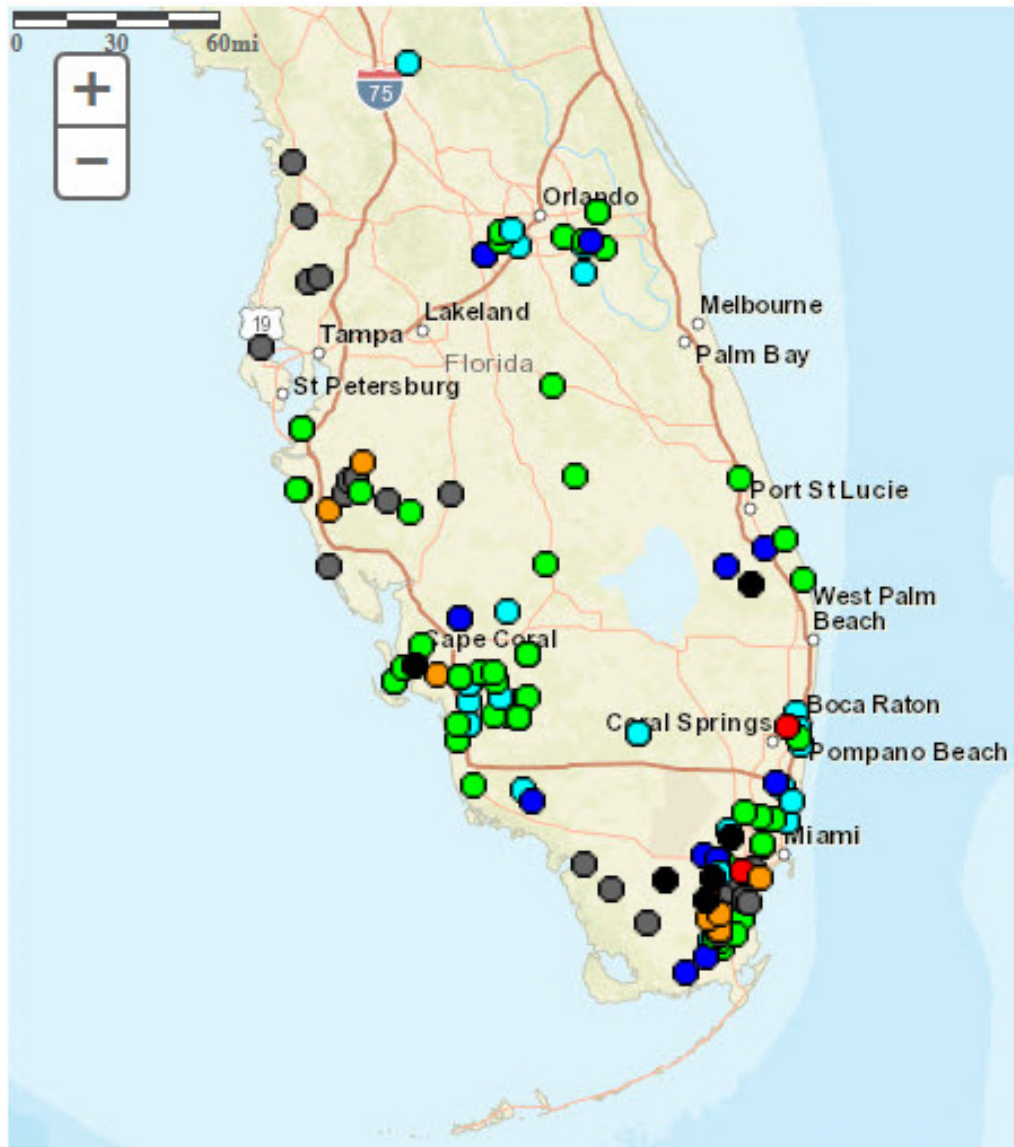 0 30 60mi
+
75
−
Orlando
Melbourne
Lakeland
19
Tampa
Palm Bay
Florida
St Petersburg
Port St Lucie
West Palm
Beach
Cape Coral
Boca Raton
Coral Springs
Pompano Beach
Miami